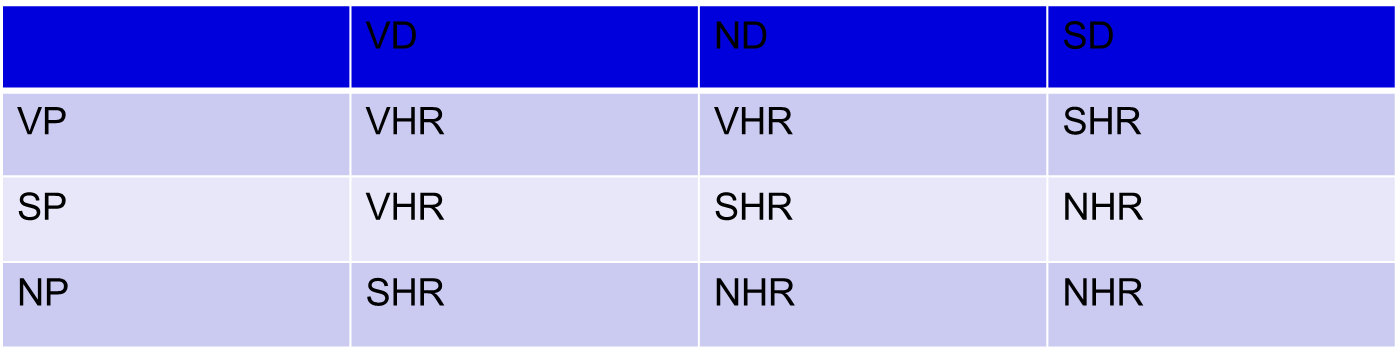 VD ND SD
VP VHR VHR SHR
SP VHR SHR NHR
NP SHR NHR NHR